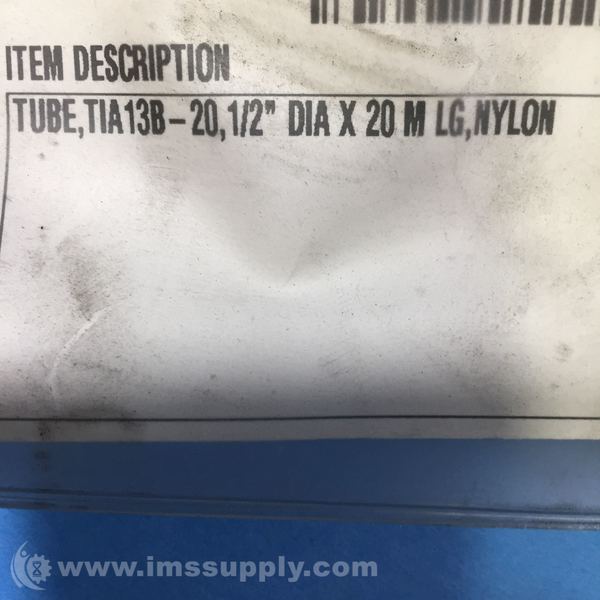 ITEM DESCRIPTION
TUBE,TIA13B-20,1/2" DIA X 20 M LG,NYLON
www.imssupply.com